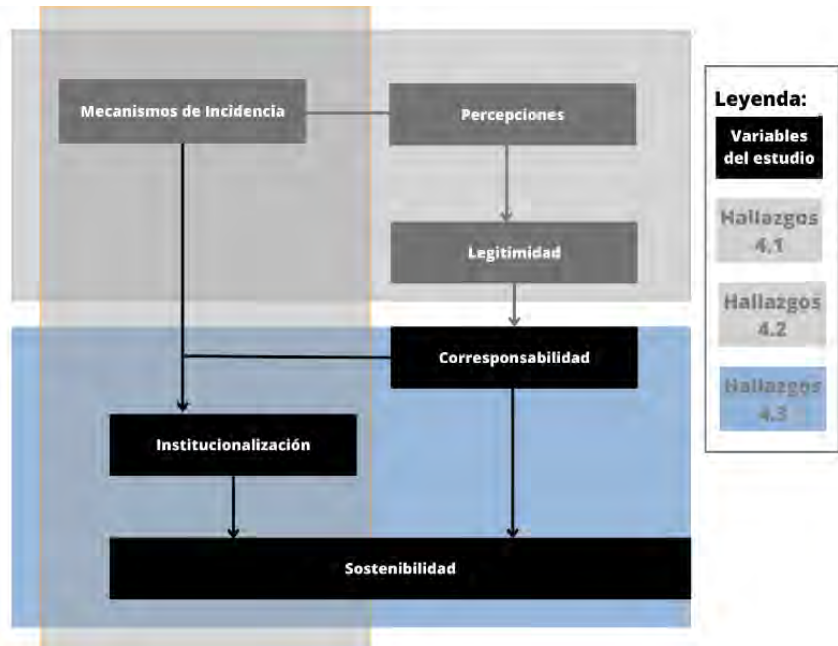 Mecanismos de Incidencia
Percepciones
Legitimidad
Corresponsabilidad
Institucionalización
Sostenibilidad
Leyenda:
Variables
del estudio
Hallazgos
4.1
Hallazgos
4.2
Hallazgos
4.3